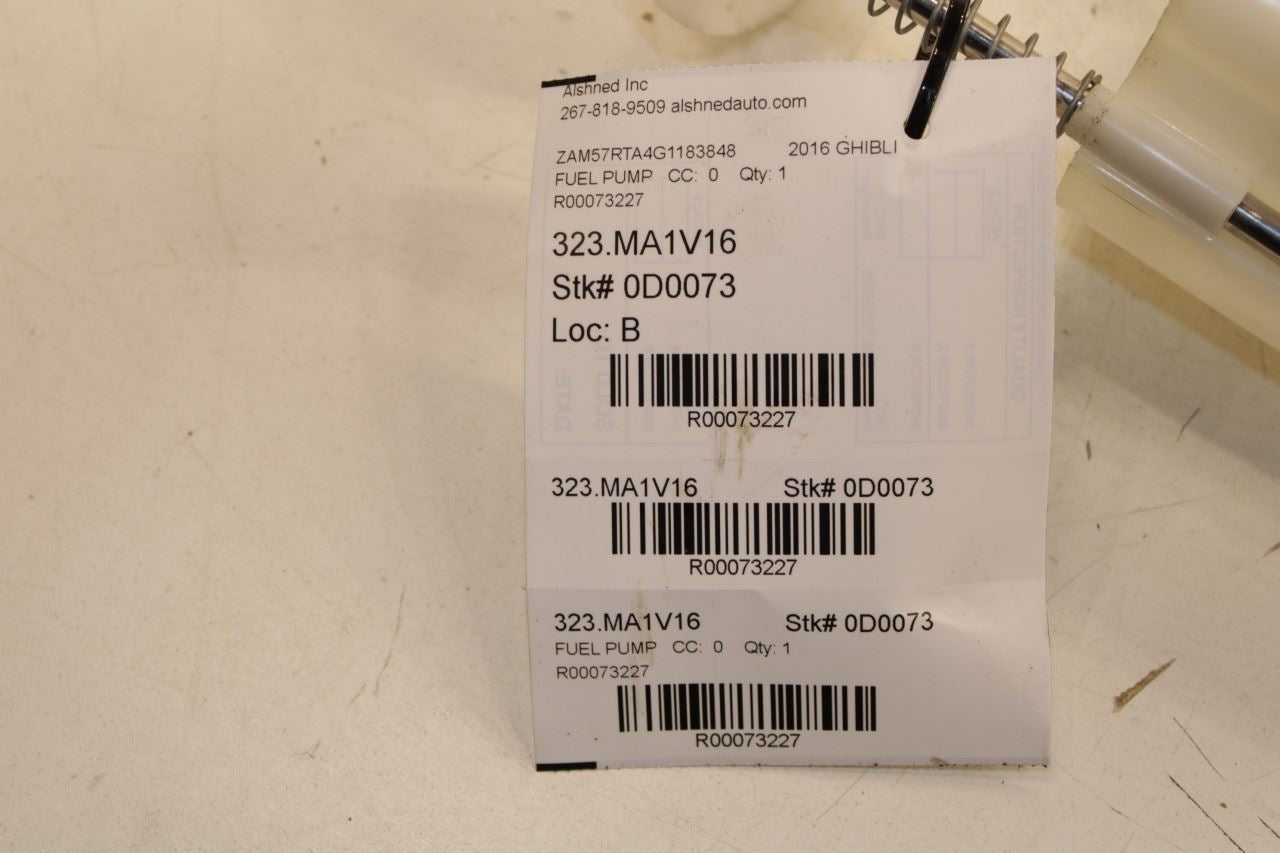 Alshned Inc
267-818-9509 alshnedauto.com
ZAM57RTA4G1183848 2016 GHIBLI
FUEL PUMP CC: 0 Qty: 1
R00073227
323.MA1V16
Stk# 0D0073
Loc: B
R00073227
323.MA1V16 Stk# 0D0073
R00073227
323.MA1V16 Stk# 0D0073
FUEL PUMP CC: 0 Qty: 1
R00073227
R00073227